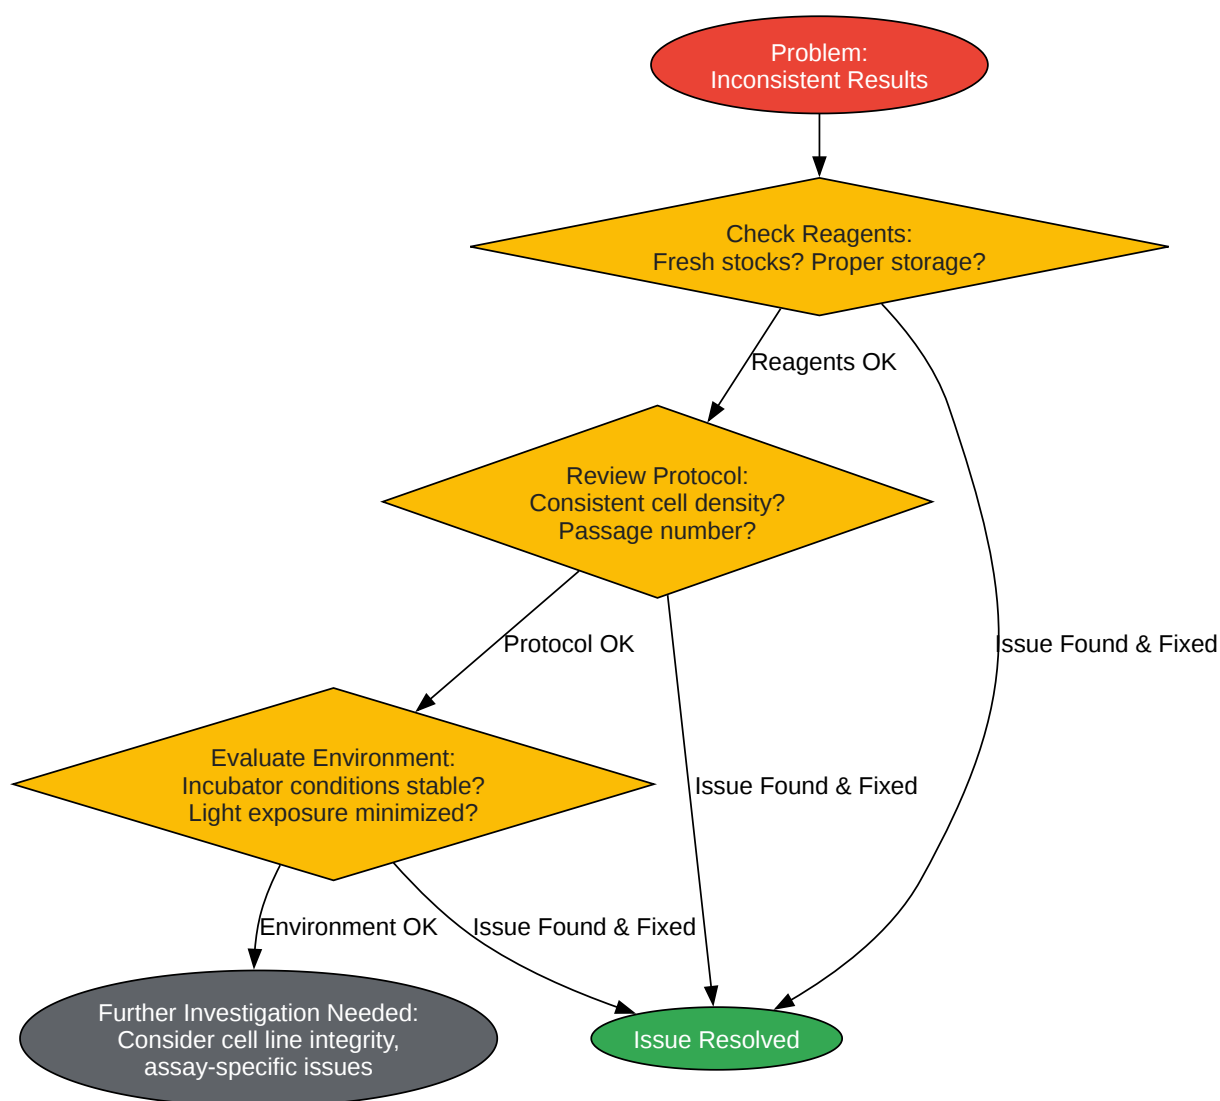 Problem:
Inconsistent Results
Check Reagents:
Fresh stocks? Proper storage?
Reagents OK
Review Protocol:
Consistent cell density?
Passage number?
Protocol OK
Issue Found & Fixed
Evaluate Environment:
Incubator conditions stable?
Light exposure minimized?
Issue Found & Fixed
Environment OK
Issue Found & Fixed
Further Investigation Needed:
Consider cell line integrity,
assay-specific issues
Issue Resolved